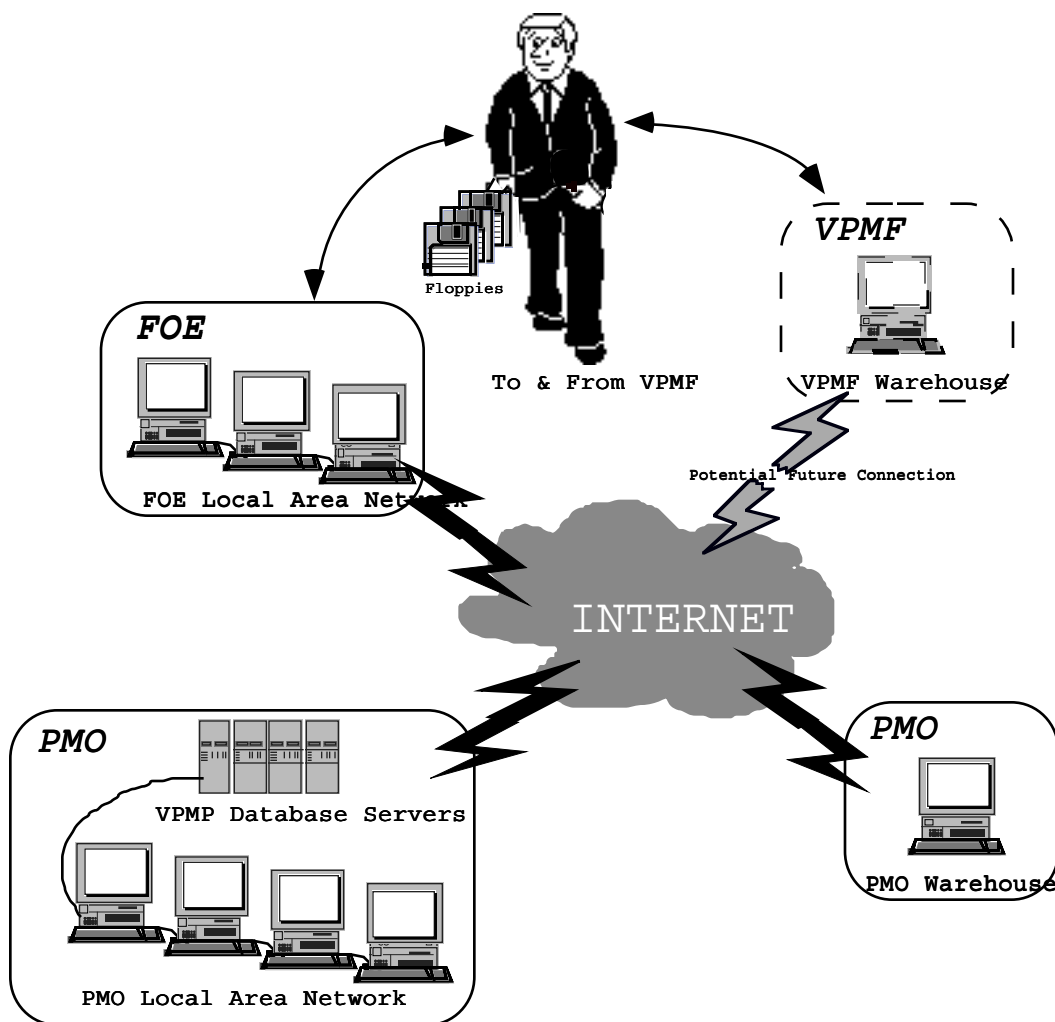 VPMF
Floppies
FOE
To & From VPMF
VPMF Warehouse
Potential Future Connection
FOE Local Area Network
INTERNET
PMO
PMO
VPMP Database Servers
PMO Warehouse
PMO Local Area Network